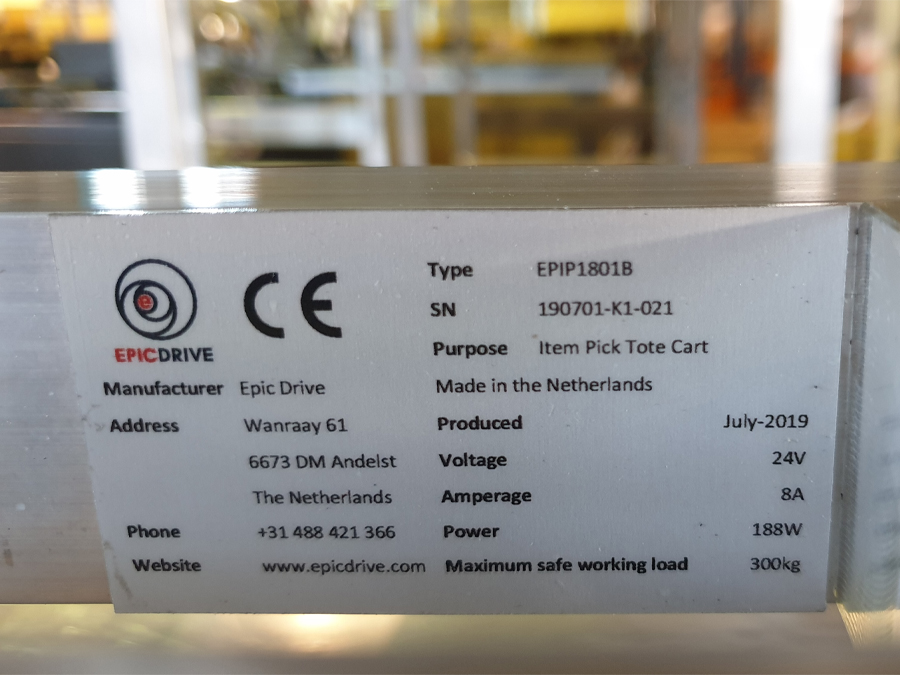 e
EPICDRIVE
CE
Manufacturer Epic Drive
Address Wanraay 61
6673 DM Andelst
The Netherlands
Phone +31 488 421 366
Website www.epicdrive.com
Type EPIP1801B
SN 190701-K1-021
Purpose Item Pick Tote Cart
Made in the Netherlands
Produced July-2019
Voltage 24V
Amperage 8A
Power 188W
Maximum safe working load 300kg